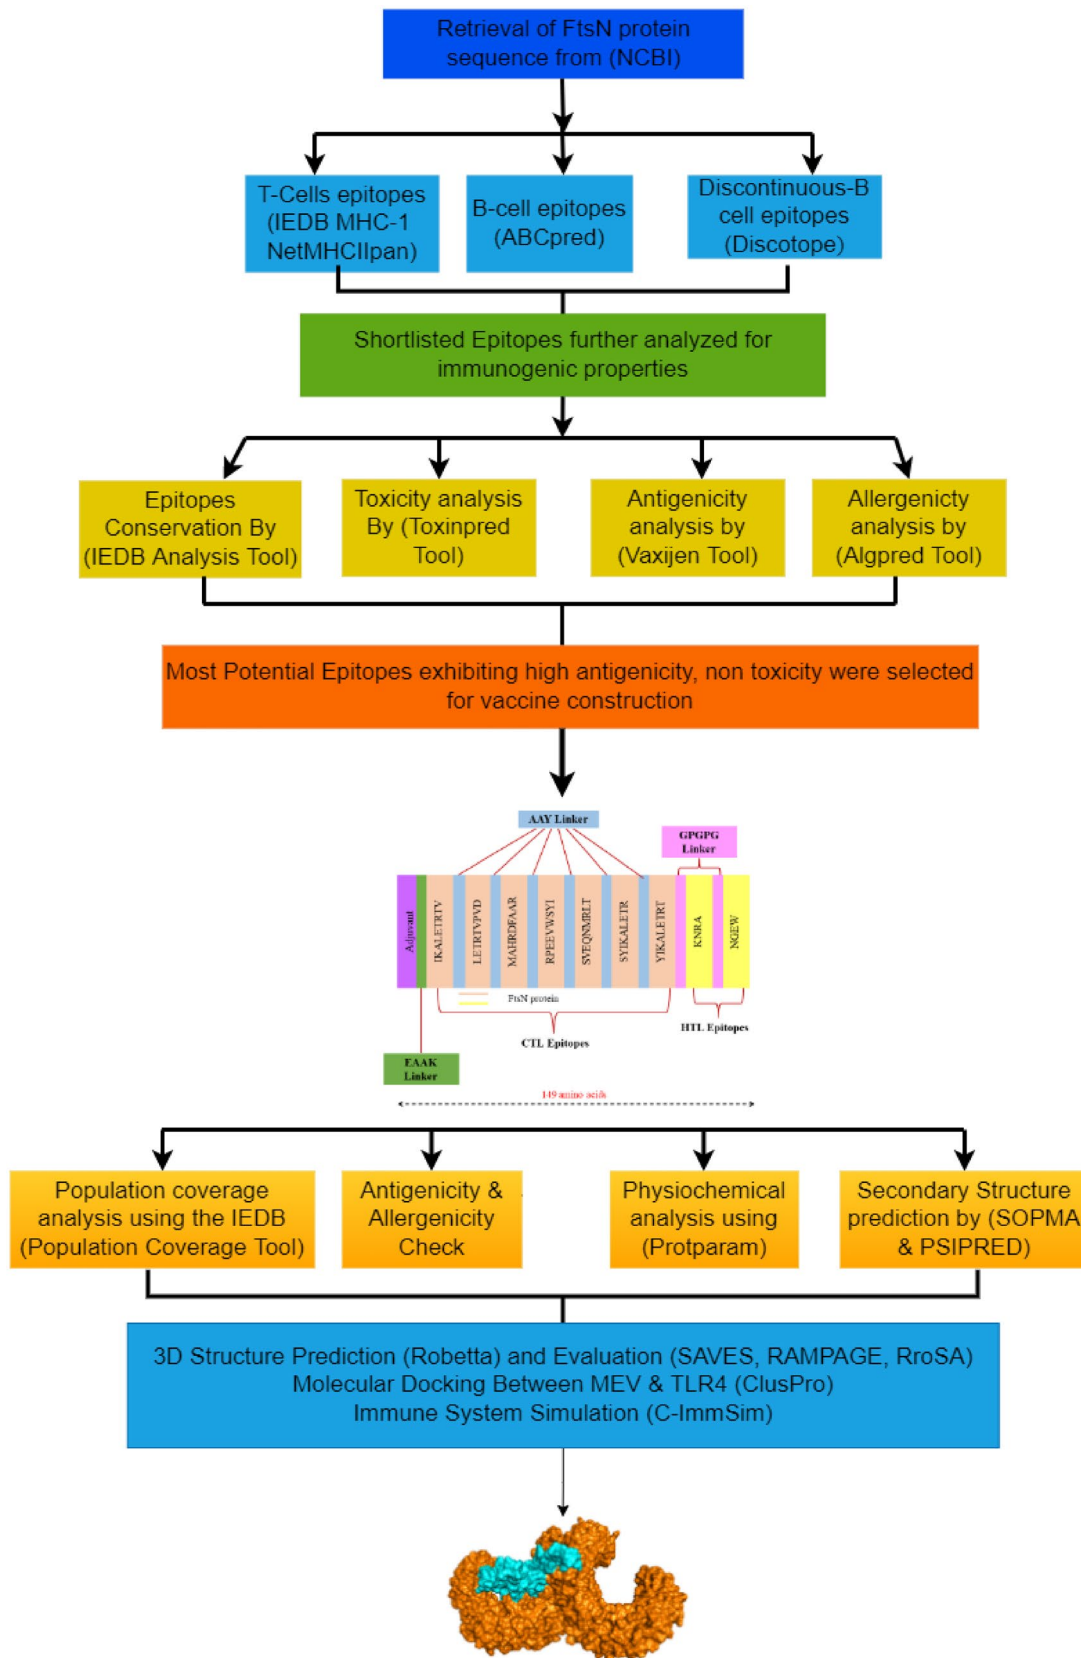 Retrieval of FtsN protein
sequence from (NCBI)
T-Cells epitopes
(IEDB MHC-1
NetMHCIIpan)
B-cell epitopes
(ABCpred)
Discontinuous-B
cell epitopes
(Discotope)
Shortlisted Epitopes further analyzed for
immunogenic properties
Epitopes
Conservation By
(IEDB Analysis Tool)
Toxicity analysis
By (Toxinpred
Tool)
Antigenicity
analysis by
(Vaxijen Tool)
Allergenicty
analysis by
(Algpred Tool)
Most Potential Epitopes exhibiting high antigenicity, non toxicity were selected
for vaccine construction
AAY Linker
GPGPG
Linker
Adjuvant
IKALETRTV
LETRTVPVD
MAHRDFAAR
RPEEVWSYI
SVEQNMRLT
SYIKALETR
YIKALETRT
KNRA
NGEW
FtsN protein
CTL Epitopes
HTL Epitopes
EAAK
Linker
149 amino acids
Population coverage
analysis using the IEDB
(Population Coverage Tool)
Antigenicity &
Allergenicity
Check
Physiochemical
analysis using
(Protparam)
Secondary Structure
prediction by (SOPMA
& PSIPRED)
3D Structure Prediction (Robetta) and Evaluation (SAVES, RAMPAGE, RroSA)
Molecular Docking Between MEV & TLR4 (ClusPro)
Immune System Simulation (C-ImmSim)